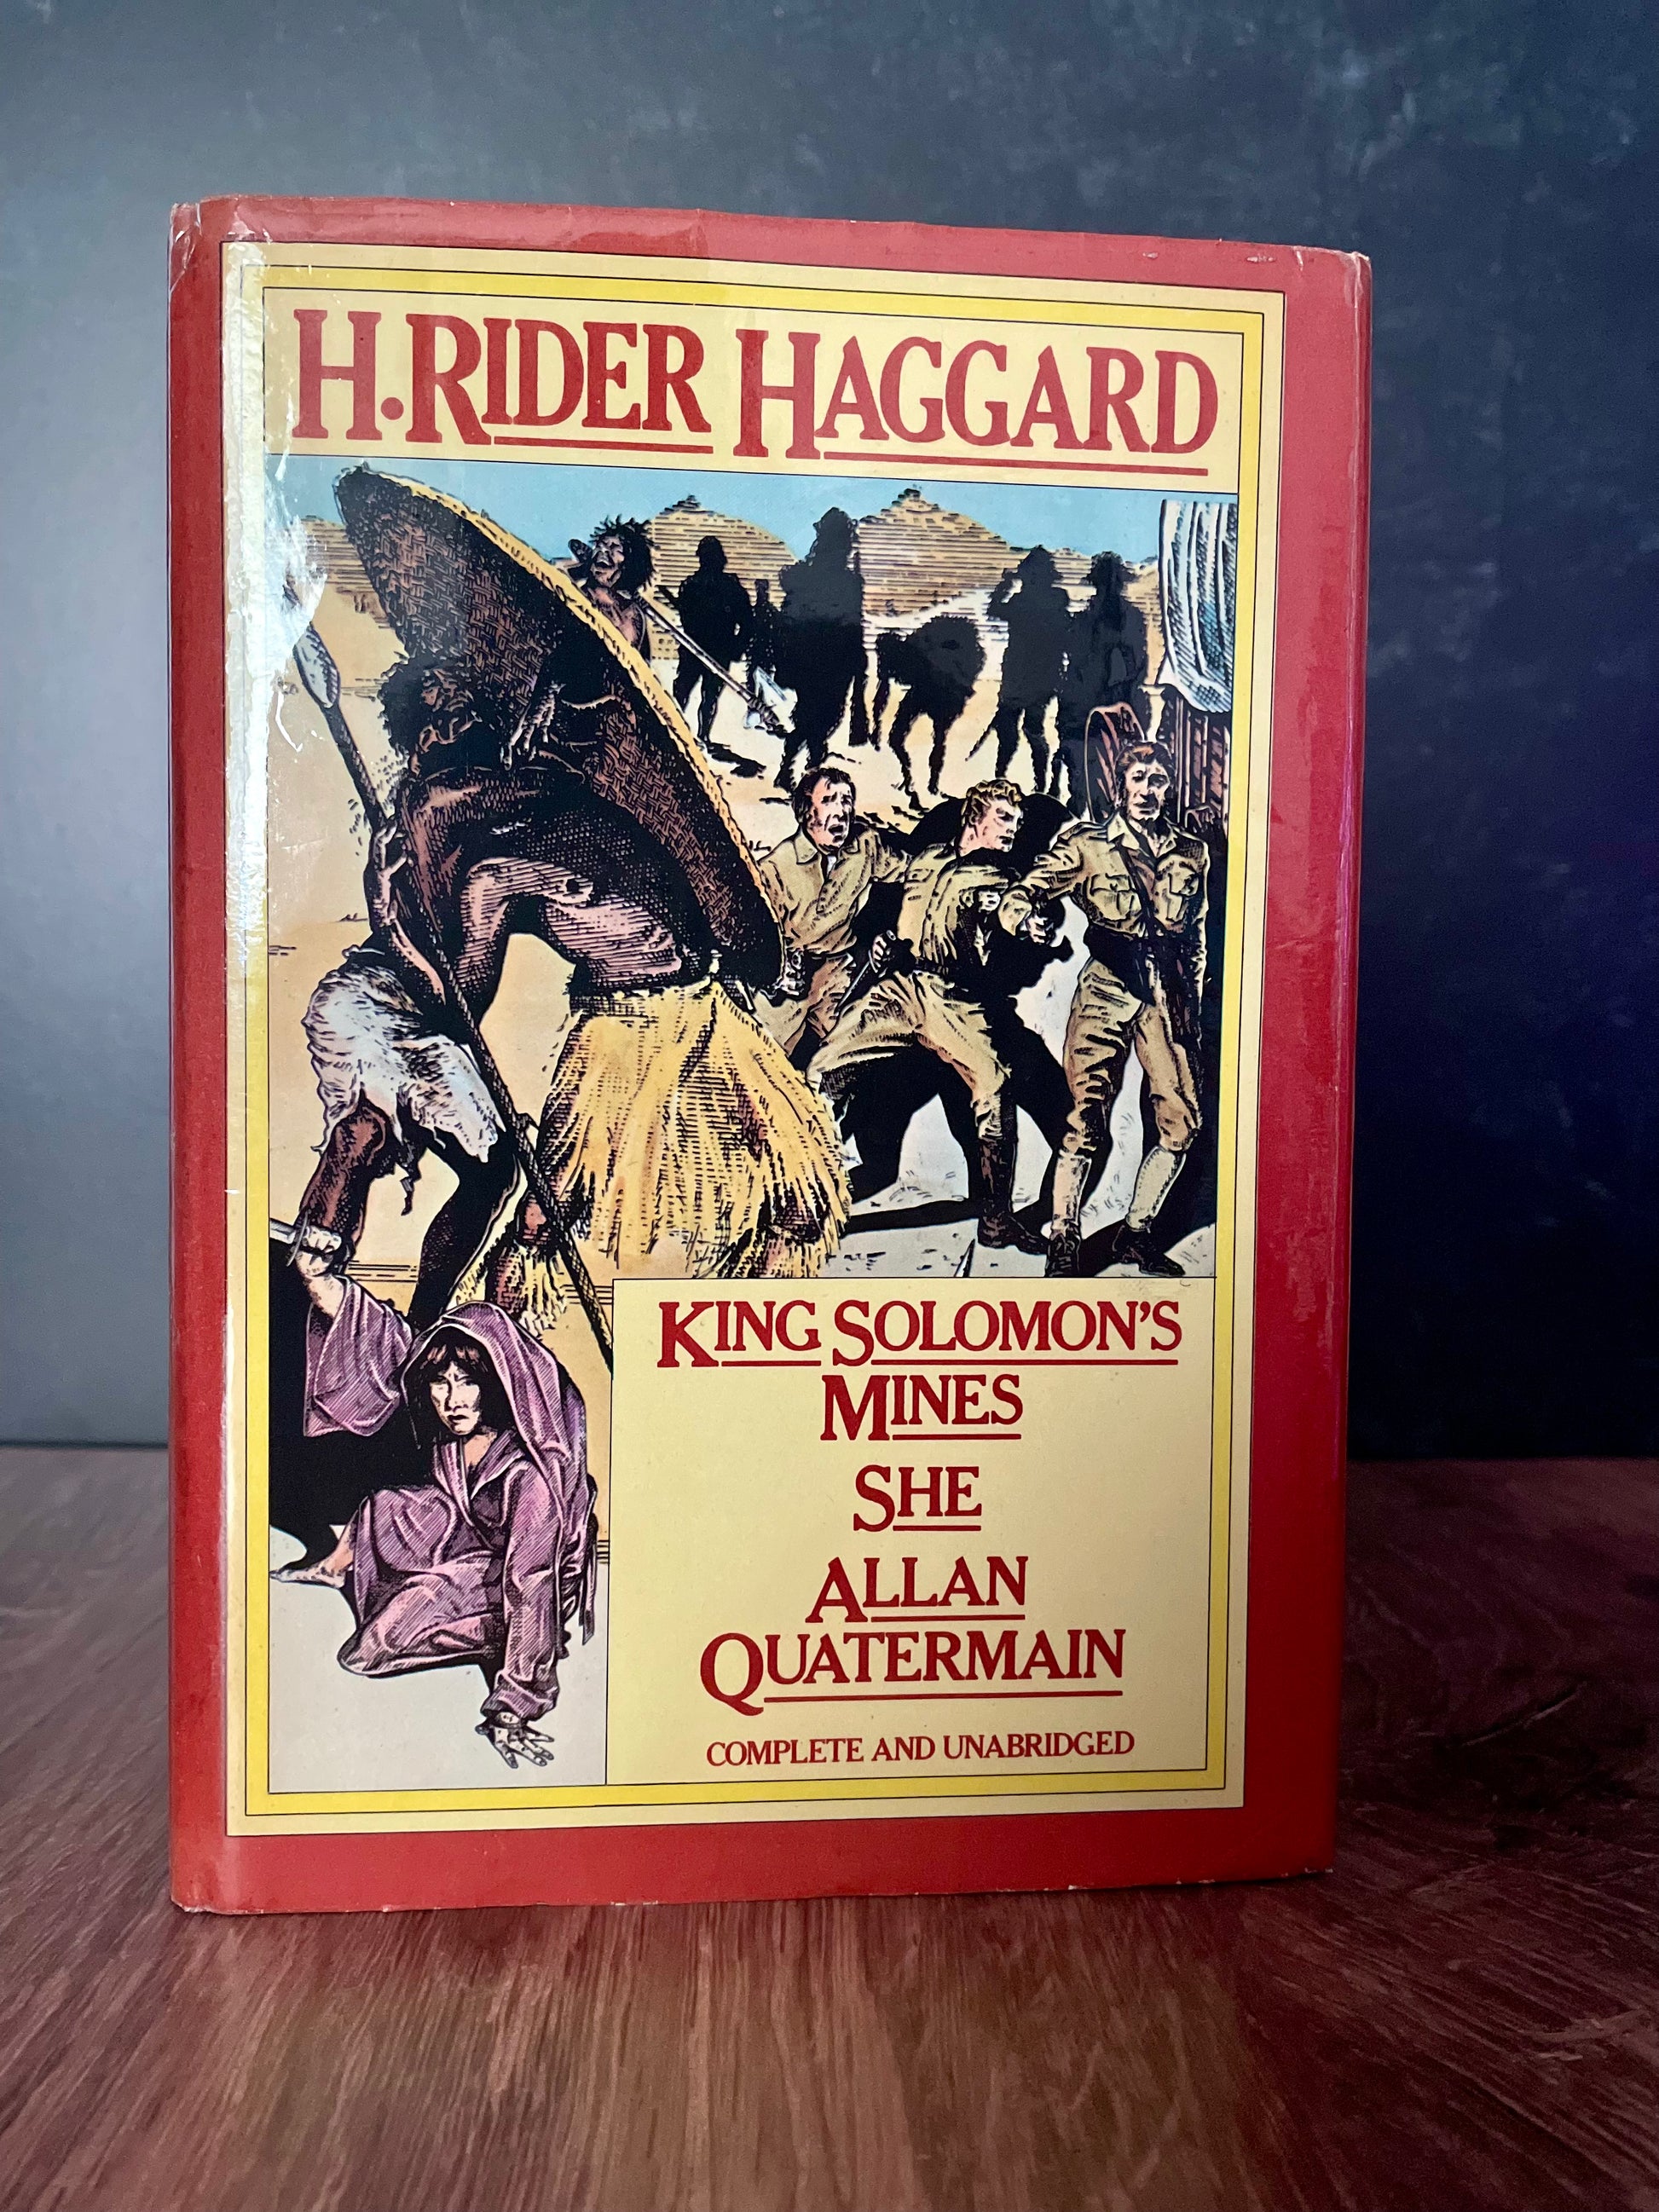 H. RIDER HAGGARD
KING SOLOMON'S
MINES
SHE
ALLAN
QUATERMAIN
COMPLETE AND UNABRIDGED